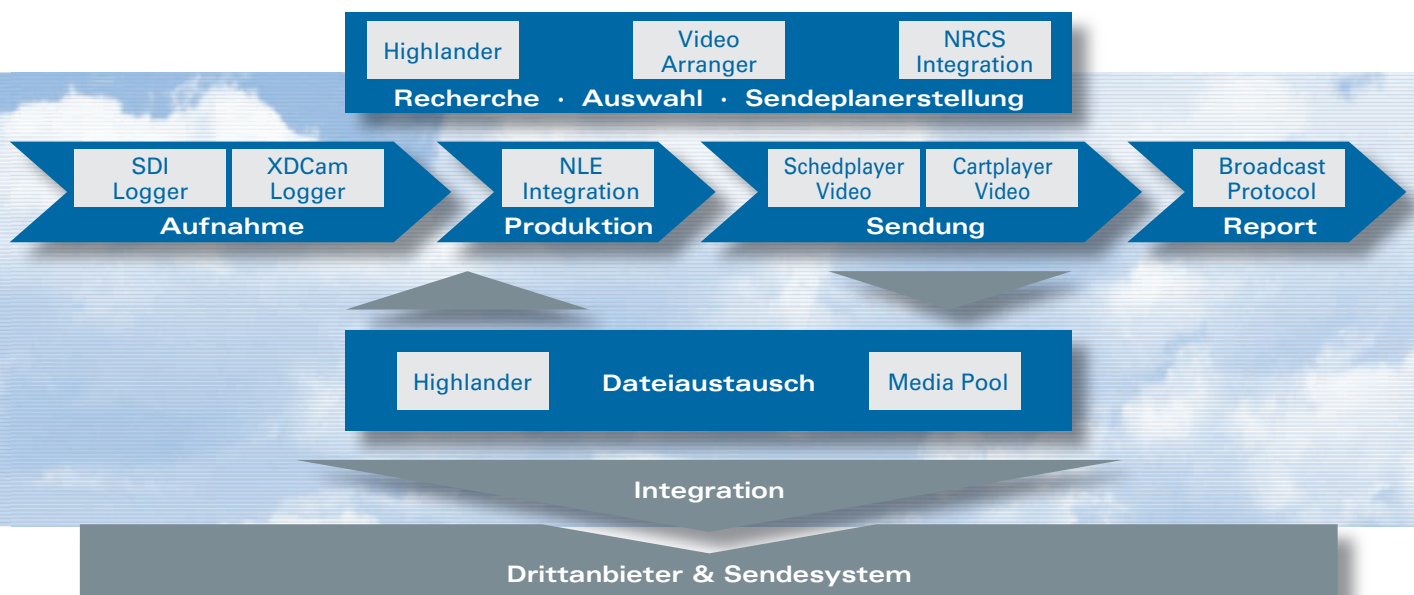 Highlander
Video
Arranger
NRCS
Integration
Recherche · Auswahl · Sendeplanerstellung
SDI
Logger
XDCam
Logger
Aufnahme
NLE
Integration
Produktion
Schedplayer
Video
Cartplayer
Video
Sendung
Broadcast
Protocol
Report
Highlander
Dateiaustausch
Media Pool
Integration
Drittanbieter & Sendesystem